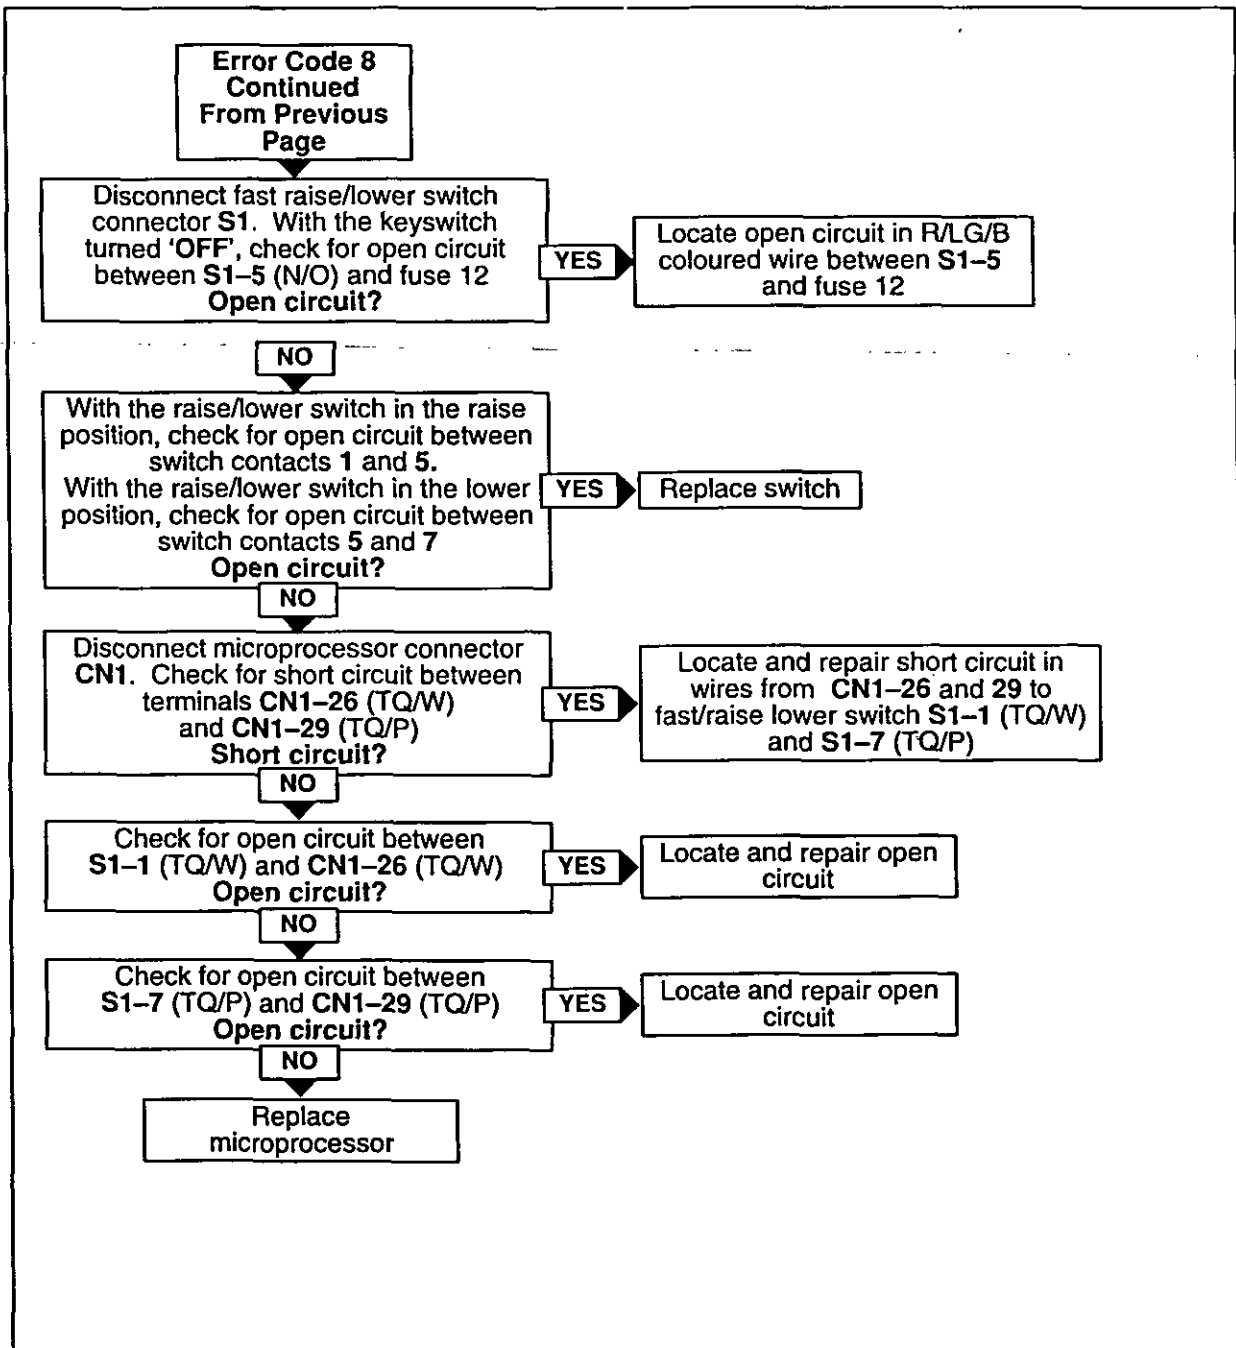 Error Code 8
Continued
From Previous
Page
Disconnect fast raise/lower switch
connector S1. With the keyswitch
turned 'OFF', check for open circuit
between S1–5 (N/O) and fuse 12
Open circuit?
YES
Locate open circuit in R/LG/B
coloured wire between S1–5
and fuse 12
NO
With the raise/lower switch in the raise
position, check for open circuit between
switch contacts 1 and 5.
With the raise/lower switch in the lower
position, check for open circuit between
switch contacts 5 and 7
Open circuit?
YES
Replace switch
NO
Disconnect microprocessor connector
CN1. Check for short circuit between
terminals CN1–26 (TQ/W)
and CN1–29 (TQ/P)
Short circuit?
YES
Locate and repair short circuit in
wires from CN1–26 and 29 to
fast/raise lower switch S1–1 (TQ/W)
and S1–7 (TQ/P)
NO
Check for open circuit between
S1–1 (TQ/W) and CN1–26 (TQ/W)
Open circuit?
YES
Locate and repair open
circuit
NO
Check for open circuit between
S1–7 (TQ/P) and CN1–29 (TQ/P)
Open circuit?
YES
Locate and repair open
circuit
NO
Replace
microprocessor